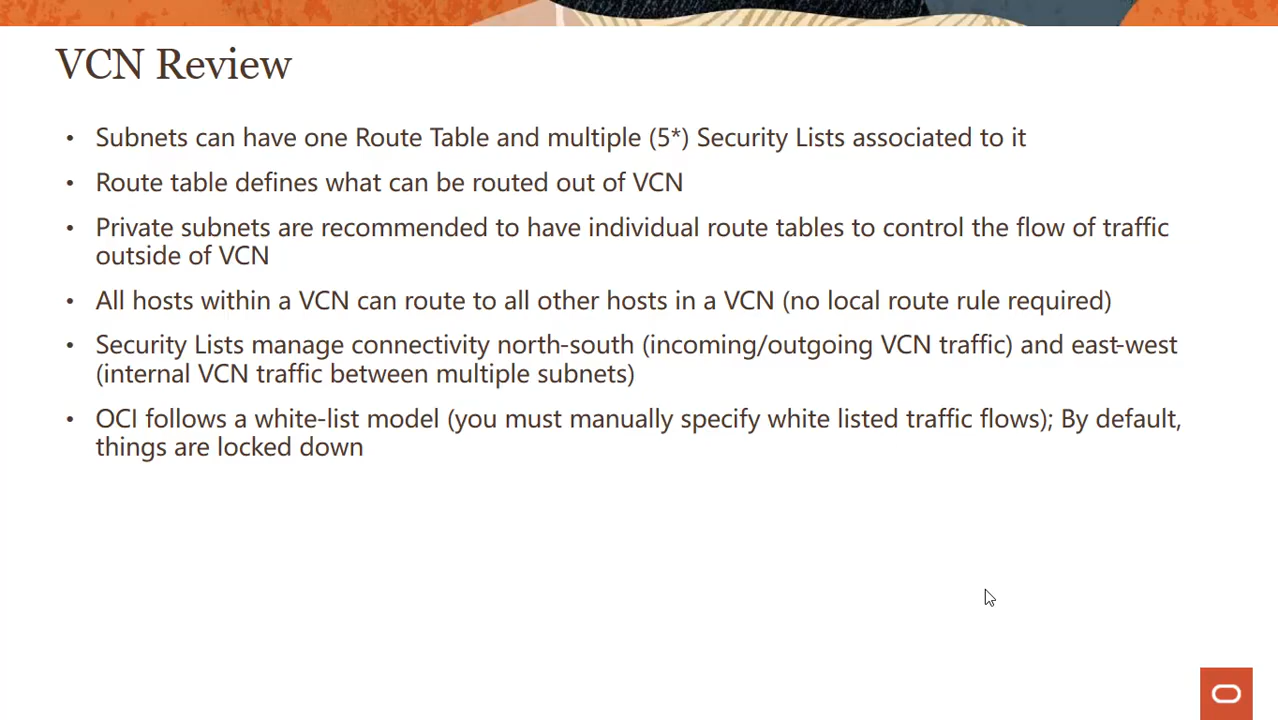 VCN Review
• Subnets can have one Route Table and multiple (5*) Security Lists associated to it
• Route table defines what can be routed out of VCN
• Private subnets are recommended to have individual route tables to control the flow of traffic
outside of VCN
• All hosts within a VCN can route to all other hosts in a VCN (no local route rule required)
• Security Lists manage connectivity north-south (incoming/outgoing VCN traffic) and east-west
(internal VCN traffic between multiple subnets)
• OCI follows a white-list model (you must manually specify white listed traffic flows); By default,
things are locked down